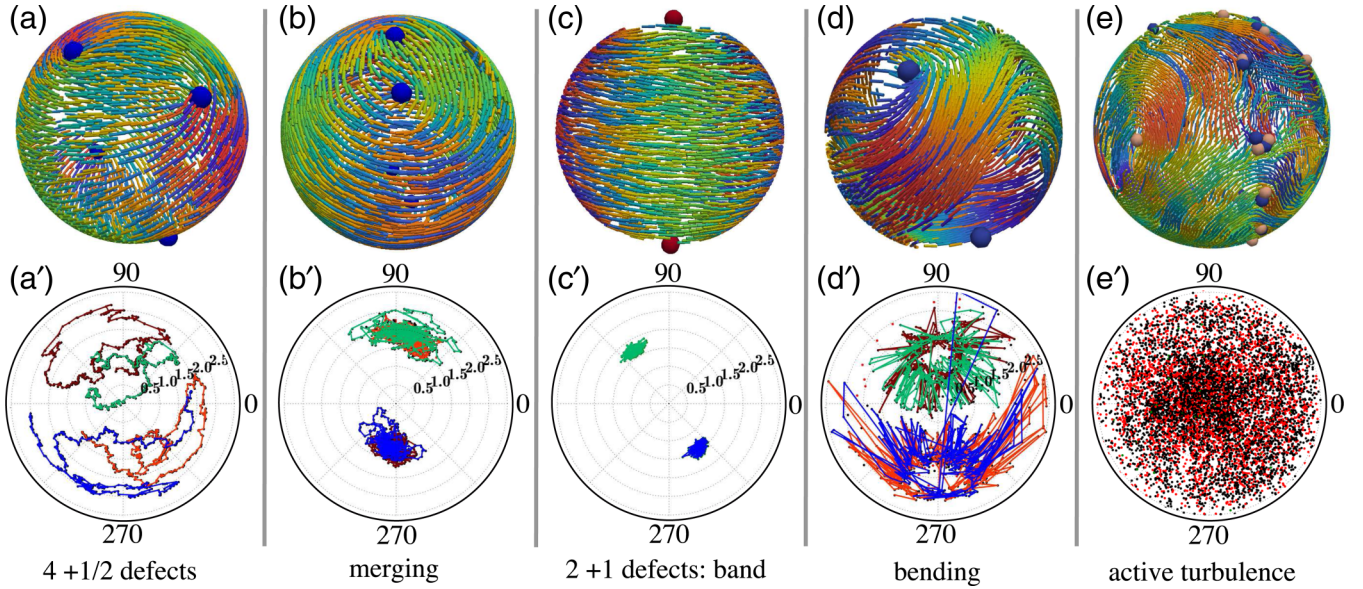 (a) (b) (c) (d) (e)
(a′) 90 (b′) 90 (c′) 90 (d′) 90 (e′) 90
0.5 1.0 1.5 2.0 2.5 0.5 1.0 1.5 2.0 2.5 0.5 1.0 1.5 2.0 2.5 0.5 1.0 1.5 2.0 2.5
0 0 0 0 0
270 270 270 270 270
4 +1/2 defects merging 2 +1 defects: band bending active turbulence